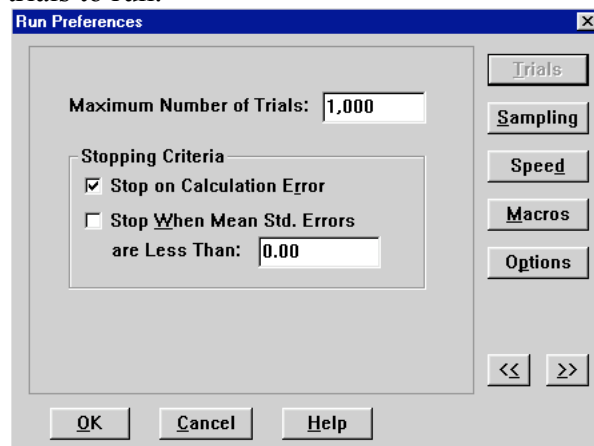 trials to run.
Run Preferences
Trials
Maximum Number of Trials: 1,000
Sampling
Stopping Criteria
Stop on Calculation Error
Speed
Stop When Mean Std. Errors
are Less Than: 0.00
Macros
Options
<< >>
OK Cancel Help